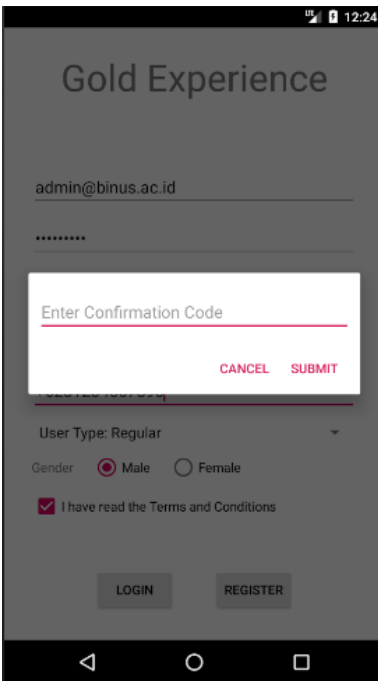 LTE 12:24
Gold Experience
admin@binus.ac.id
•••••••••
Enter Confirmation Code
CANCEL SUBMIT
User Type: Regular
Gender Male Female
I have read the Terms and Conditions
LOGIN REGISTER